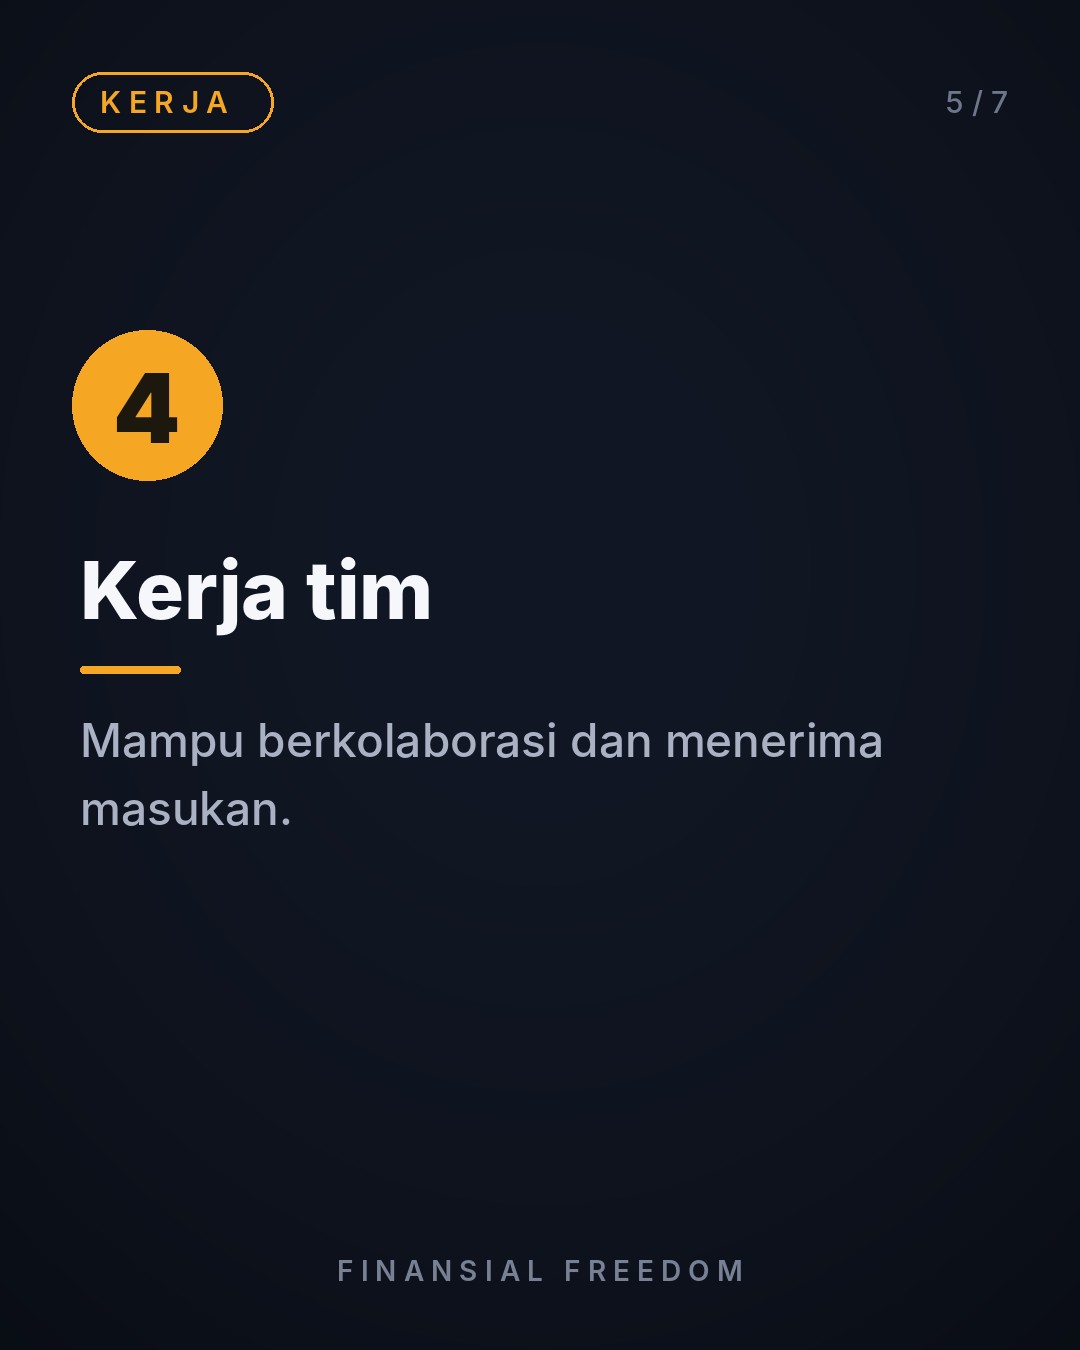 KERJA
5 / 7
4
Kerja tim
Mampu berkolaborasi dan menerima
masukan.
FINANSIAL FREEDOM